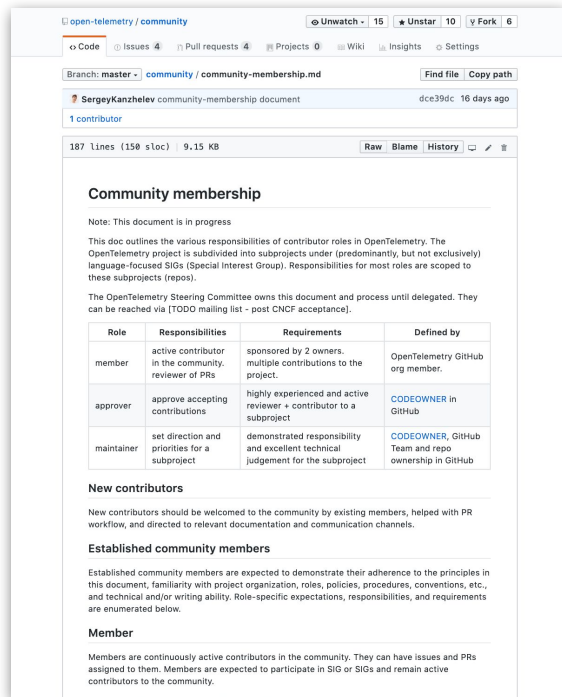 open-telemetry / community
Unwatch 15 Unstar 10 Fork 6
Code Issues 4 Pull requests 4 Projects 0 Wiki Insights Settings
Branch: master community / community-membership.md Find file Copy path
SergeyKanzhelev community-membership document dce39dc 16 days ago
1 contributor
187 lines (150 sloc) 9.15 KB Raw Blame History
Community membership
Note: This document is in progress
This doc outlines the various responsibilities of contributor roles in OpenTelemetry. The
OpenTelemetry project is subdivided into subprojects under (predominantly, but not exclusively)
language-focused SIGs (Special Interest Group). Responsibilities for most roles are scoped to
these subprojects (repos).
The OpenTelemetry Steering Committee owns this document and process until delegated. They
can be reached via [TODO mailing list - post CNCF acceptance].
Role Responsibilities Requirements Defined by
member
active contributor
in the community.
reviewer of PRs
sponsored by 2 owners.
multiple contributions to the
project.
OpenTelemetry GitHub
org member.
approver
approve accepting
contributions
highly experienced and active
reviewer + contributor to a
subproject
CODEOWNER in
GitHub
maintainer
set direction and
priorities for a
subproject
demonstrated responsibility
and excellent technical
judgement for the subproject
CODEOWNER, GitHub
Team and repo
ownership in GitHub
New contributors
New contributors should be welcomed to the community by existing members, helped with PR
workflow, and directed to relevant documentation and communication channels.
Established community members
Established community members are expected to demonstrate their adherence to the principles in
this document, familiarity with project organization, roles, policies, procedures, conventions, etc.,
and technical and/or writing ability. Role-specific expectations, responsibilities, and requirements
are enumerated below.
Member
Members are continuously active contributors in the community. They can have issues and PRs
assigned to them. Members are expected to participate in SIG or SIGs and remain active
contributors to the community.